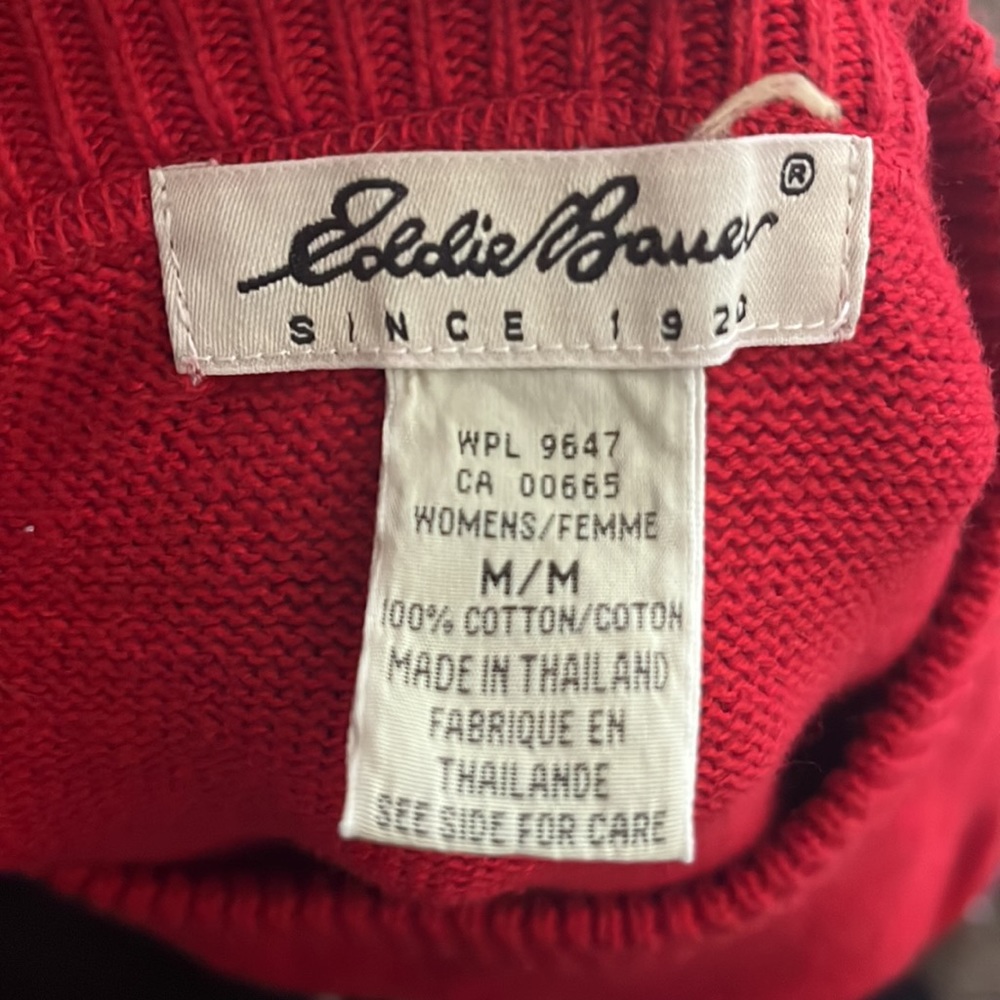 Eddie Bauer®
SINCE 1920
WPL 9647
CA 00665
WOMENS/FEMME
M/M
100% COTTON/COTON
MADE IN THAILAND
FABRIQUE EN
THAILANDE
SEE SIDE FOR CARE